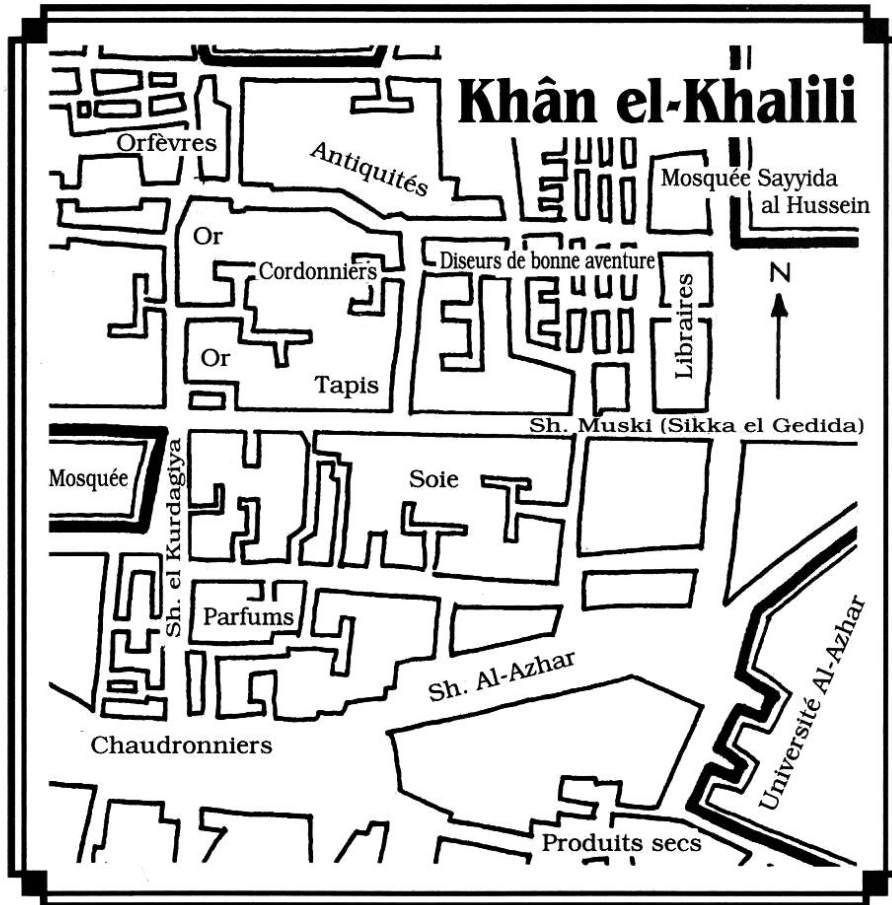 Khân el-Khalili
Orfèvres
Antiquités
Mosquée Sayyida
al Hussein
Or
Cordonniers
Diseurs de bonne aventure
N
Libraires
Or
Tapis
Sh. Muski (Sikka el Gedida)
Mosquée
Sh. el Kurdagiya
Soie
Parfums
Sh. Al-Azhar
Université Al-Azhar
Chaudronniers
Produits secs